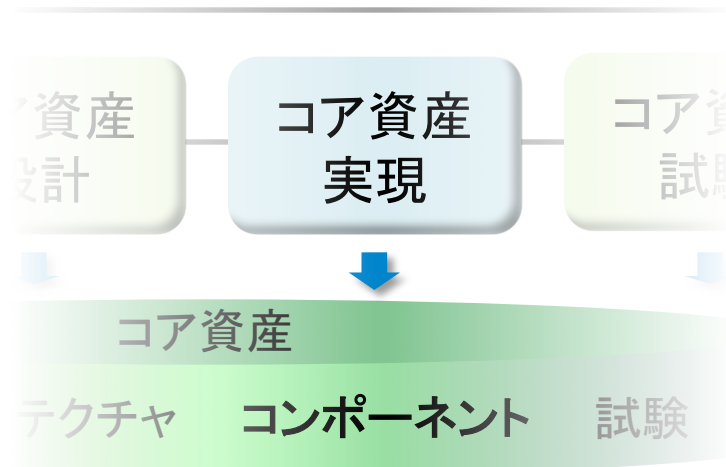 資産
設計
コア資産
実現
コア資
試験
コア資産
テクチャ
コンポーネント
試験